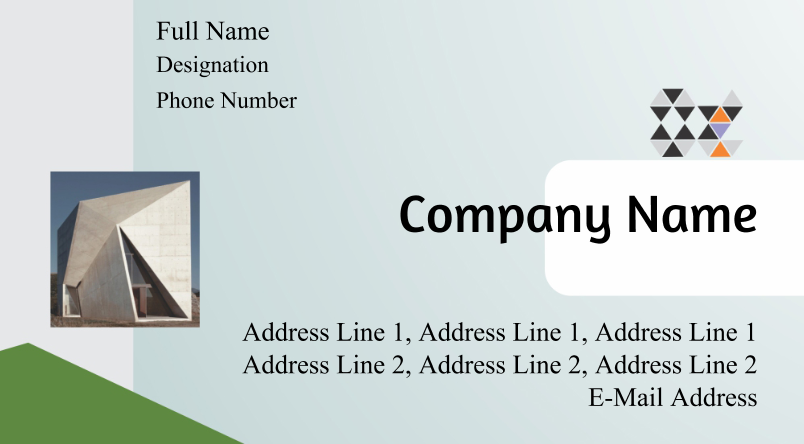 Full Name
Designation
Phone Number
Company Name
Address Line 1, Address Line 1, Address Line 1
Address Line 2, Address Line 2, Address Line 2
E-Mail Address